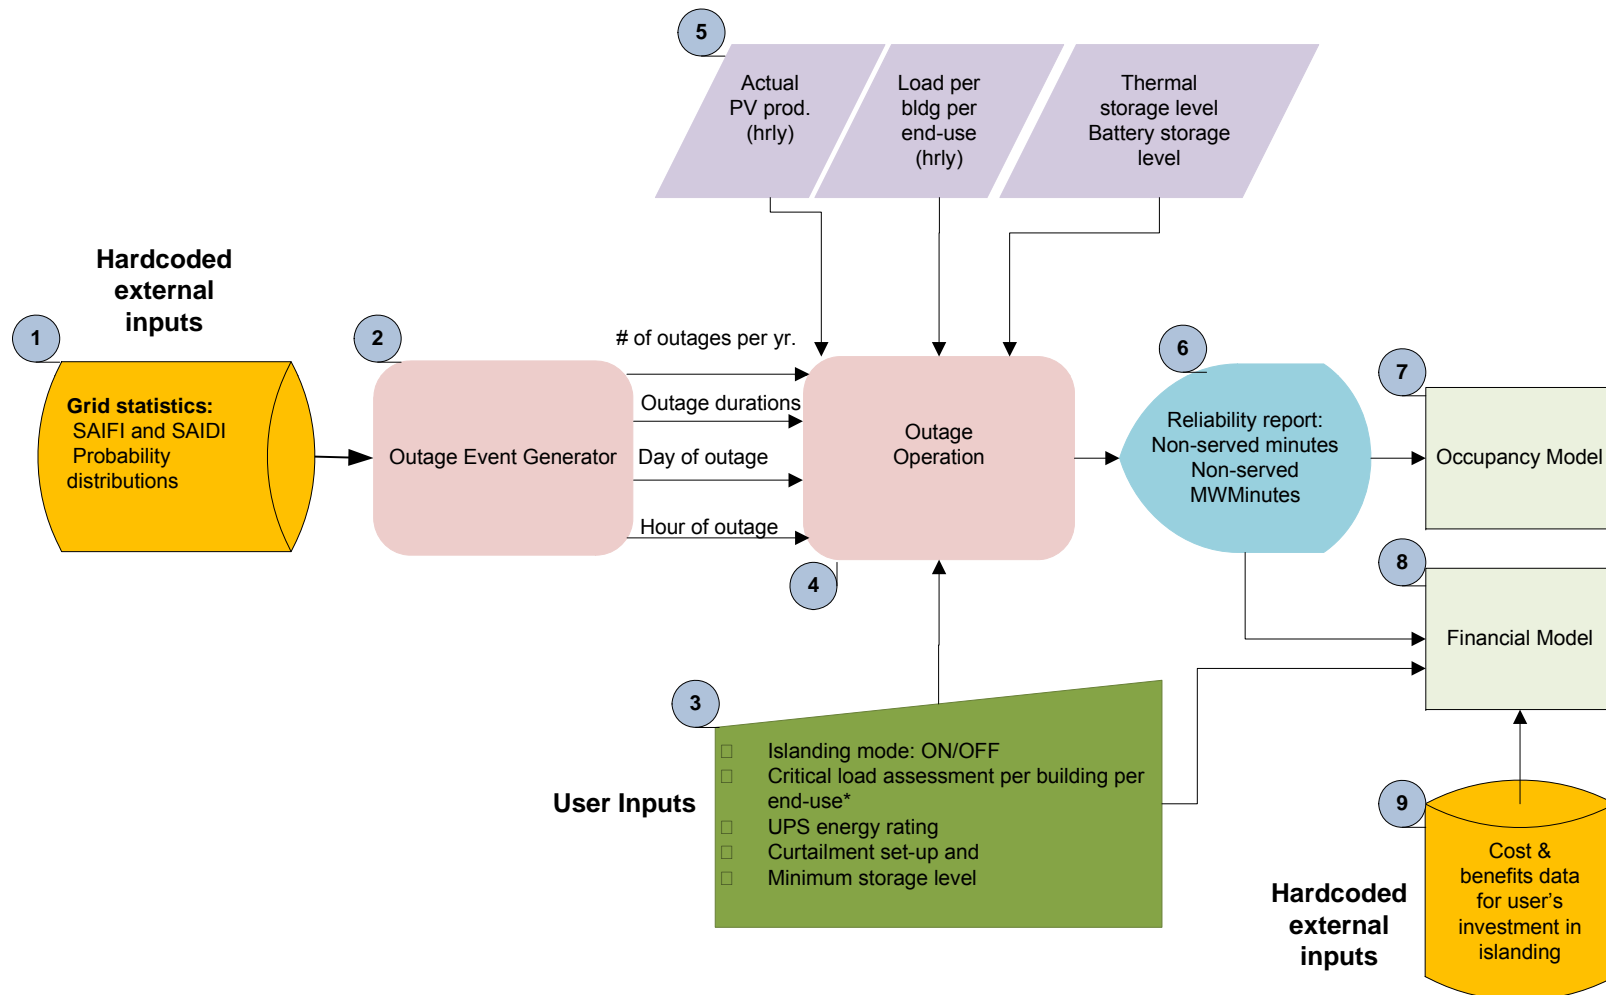 5
Actual
PV prod.
(hrly)
Load per
bldg per
end-use
(hrly)
Thermal
storage level
Battery storage
level
Hardcoded
external
inputs
1
Grid statistics:
SAIFI and SAIDI
Probability
distributions
2
Outage Event Generator
# of outages per yr.
Outage durations
Day of outage
Hour of outage
Outage
Operation
4
6
Reliability report:
Non-served minutes
Non-served
MWMinutes
7
Occupancy Model
8
Financial Model
3
User Inputs
Islanding mode: ON/OFF
Critical load assessment per building per
end-use*
UPS energy rating
Curtailment set-up and
Minimum storage level
9
Hardcoded
external
inputs
Cost &
benefits data
for user's
investment in
islanding